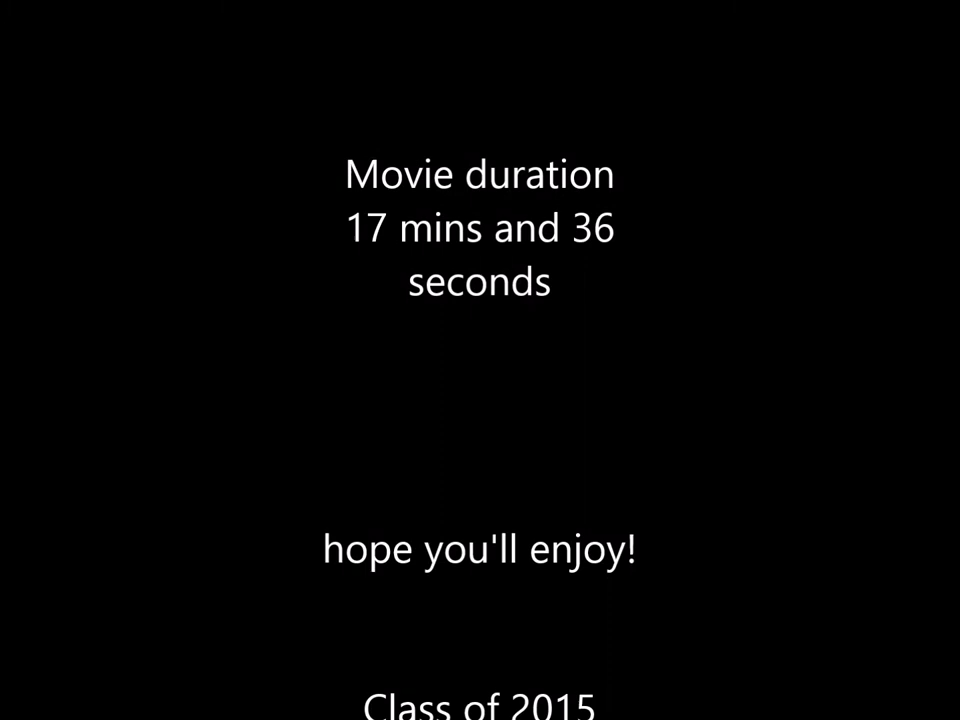 Movie duration
17 mins and 36
seconds
hope you'll enjoy!
Class of 2015